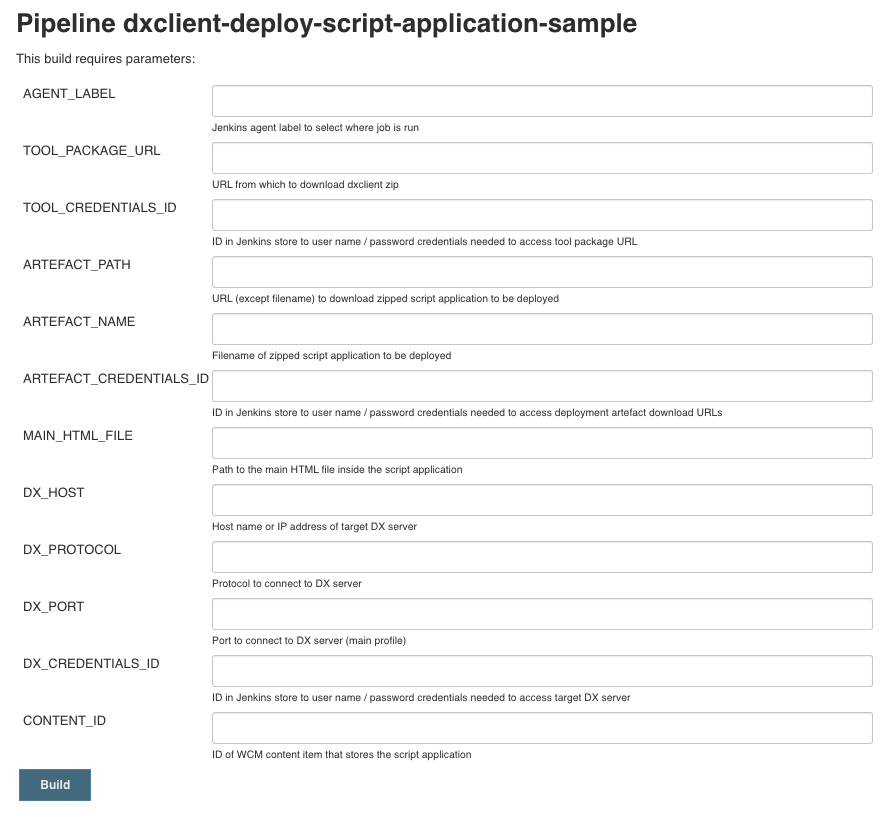 Pipeline dxclient-deploy-script-application-sample
This build requires parameters:
AGENT_LABEL
Jenkins agent label to select where job is run
TOOL_PACKAGE_URL
URL from which to download dxclient zip
TOOL_CREDENTIALS_ID
ID in Jenkins store to user name / password credentials needed to access tool package URL
ARTEFACT_PATH
URL (except filename) to download zipped script application to be deployed
ARTEFACT_NAME
Filename of zipped script application to be deployed
ARTEFACT_CREDENTIALS_ID
ID in Jenkins store to user name / password credentials needed to access deployment artefact download URLs
MAIN_HTML_FILE
Path to the main HTML file inside the script application
DX_HOST
Host name or IP address of target DX server
DX_PROTOCOL
Protocol to connect to DX server
DX_PORT
Port to connect to DX server (main profile)
DX_CREDENTIALS_ID
ID in Jenkins store to user name / password credentials needed to access target DX server
CONTENT_ID
ID of WCM content item that stores the script application
Build